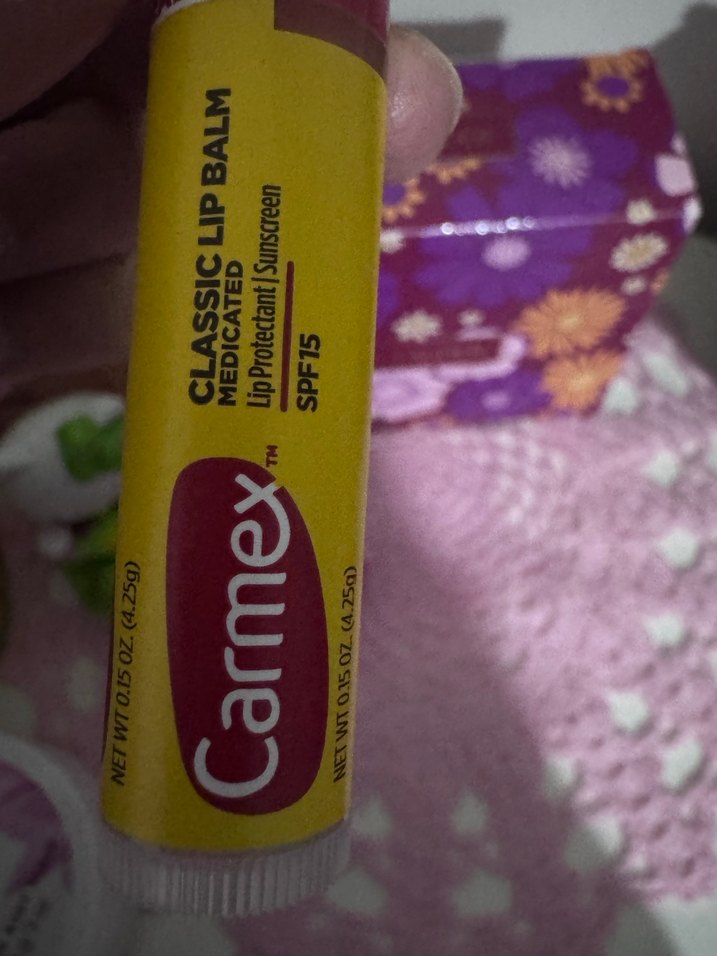 CLASSIC LIP BALM
MEDICATED
Lip Protectant | Sunscreen
SPF15
Carmex™
NET WT 0.15 OZ. (4.25g)
NET WT 0.15 OZ. (4.25g)